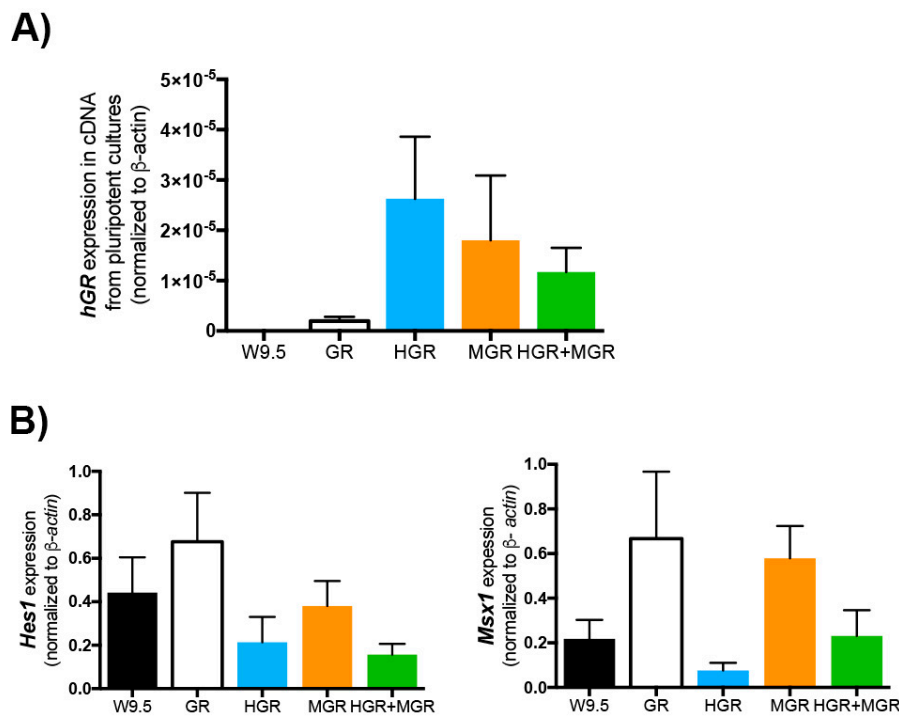 A)
hGR expression in cDNA
from pluripotent cultures
(normalized to β-actin)
5×10⁻⁵
4×10⁻⁵
3×10⁻⁵
2×10⁻⁵
1×10⁻⁵
0
W9.5 GR HGR MGR HGR+MGR
B)
Hes1 expression
(normalized to β-actin)
1.0
0.8
0.6
0.4
0.2
0.0
W9.5 GR HGR MGR HGR+MGR
Msx1 expession
(normalized to β- actin)
1.0
0.8
0.6
0.4
0.2
0.0
W9.5 GR HGR MGR HGR+MGR